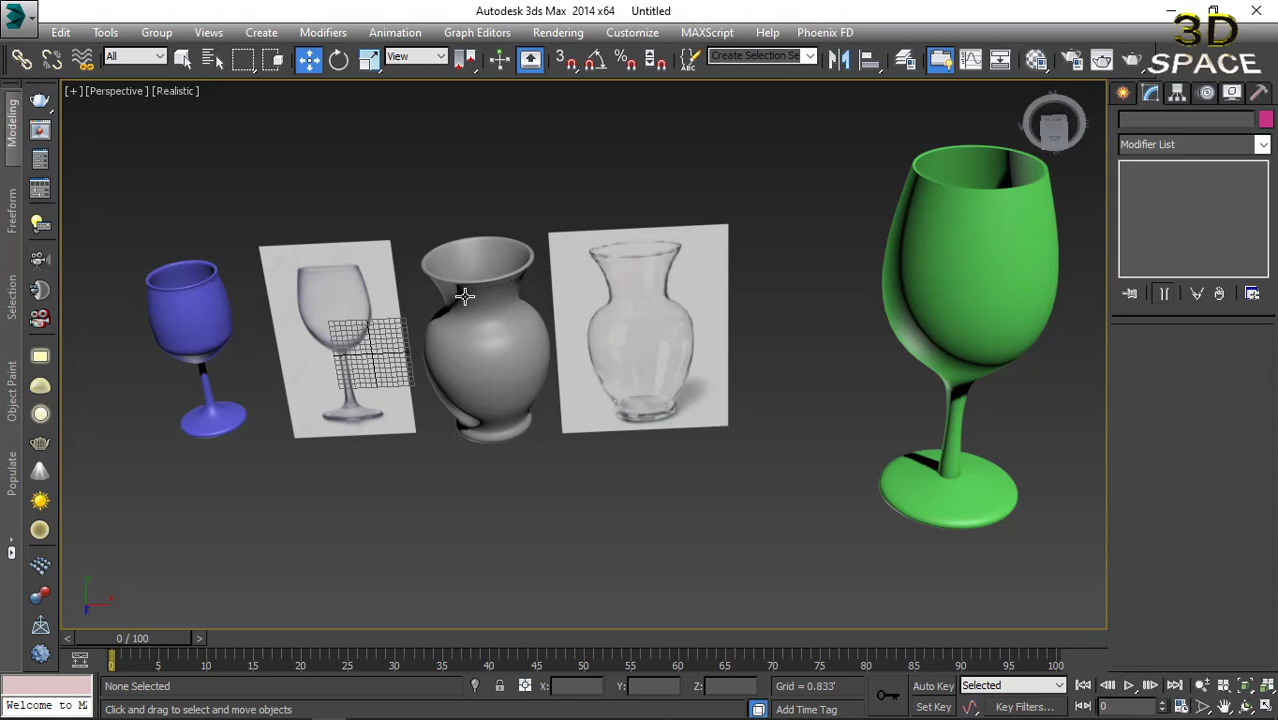 Autodesk 3ds Max 2014 x64 Untitled
3D SPACE
Edit Tools Group Views Create Modifiers Animation Graph Editors Rendering Customize MAXScript Help Phoenix FD
All View Create Selection Se
[ + ] [Perspective ] [Realistic ]
Modeling
Freeform
Selection
Object Paint
Populate
TOP
Modifier List
< 0 / 100 >
0 5 10 15 20 25 30 35 40 45 50 55 60 65 70 75 80 85 90 95 100
None Selected X: Y: Z: Grid = 0.833' Auto Key Selected
Welcome to M Click and drag to select and move objects Add Time Tag Set Key Key Filters... 0